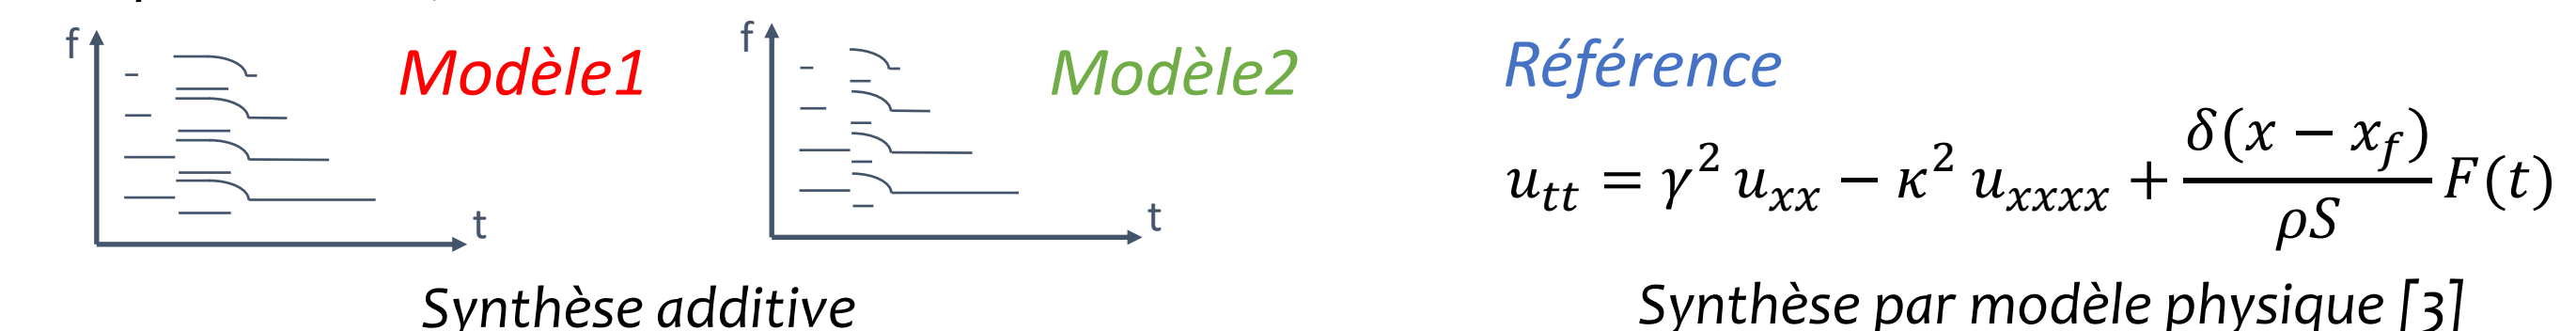 f
Modèle1
t
f
Modèle2
t
Synthèse additive
Référence
u_tt = γ² u_xx − κ² u_xxxx + δ(x − x_f)/ρS F(t)
Synthèse par modèle physique [3]